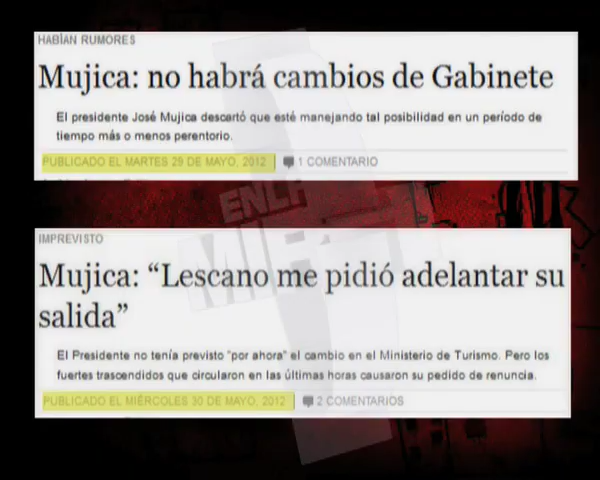 HABÍAN RUMORES
Mujica: no habrá cambios de Gabinete
El presidente José Mujica descartó que esté manejando tal posibilidad en un período de
tiempo más o menos perentorio.
PUBLICADO EL MARTES 29 DE MAYO, 2012
1 COMENTARIO
IMPREVISTO
Mujica: “Lescano me pidió adelantar su
salida”
El Presidente no tenía previsto "por ahora" el cambio en el Ministerio de Turismo. Pero los
fuertes trascendidos que circularon en las últimas horas causaron su pedido de renuncia.
PUBLICADO EL MIÉRCOLES 30 DE MAYO, 2012
2 COMENTARIOS